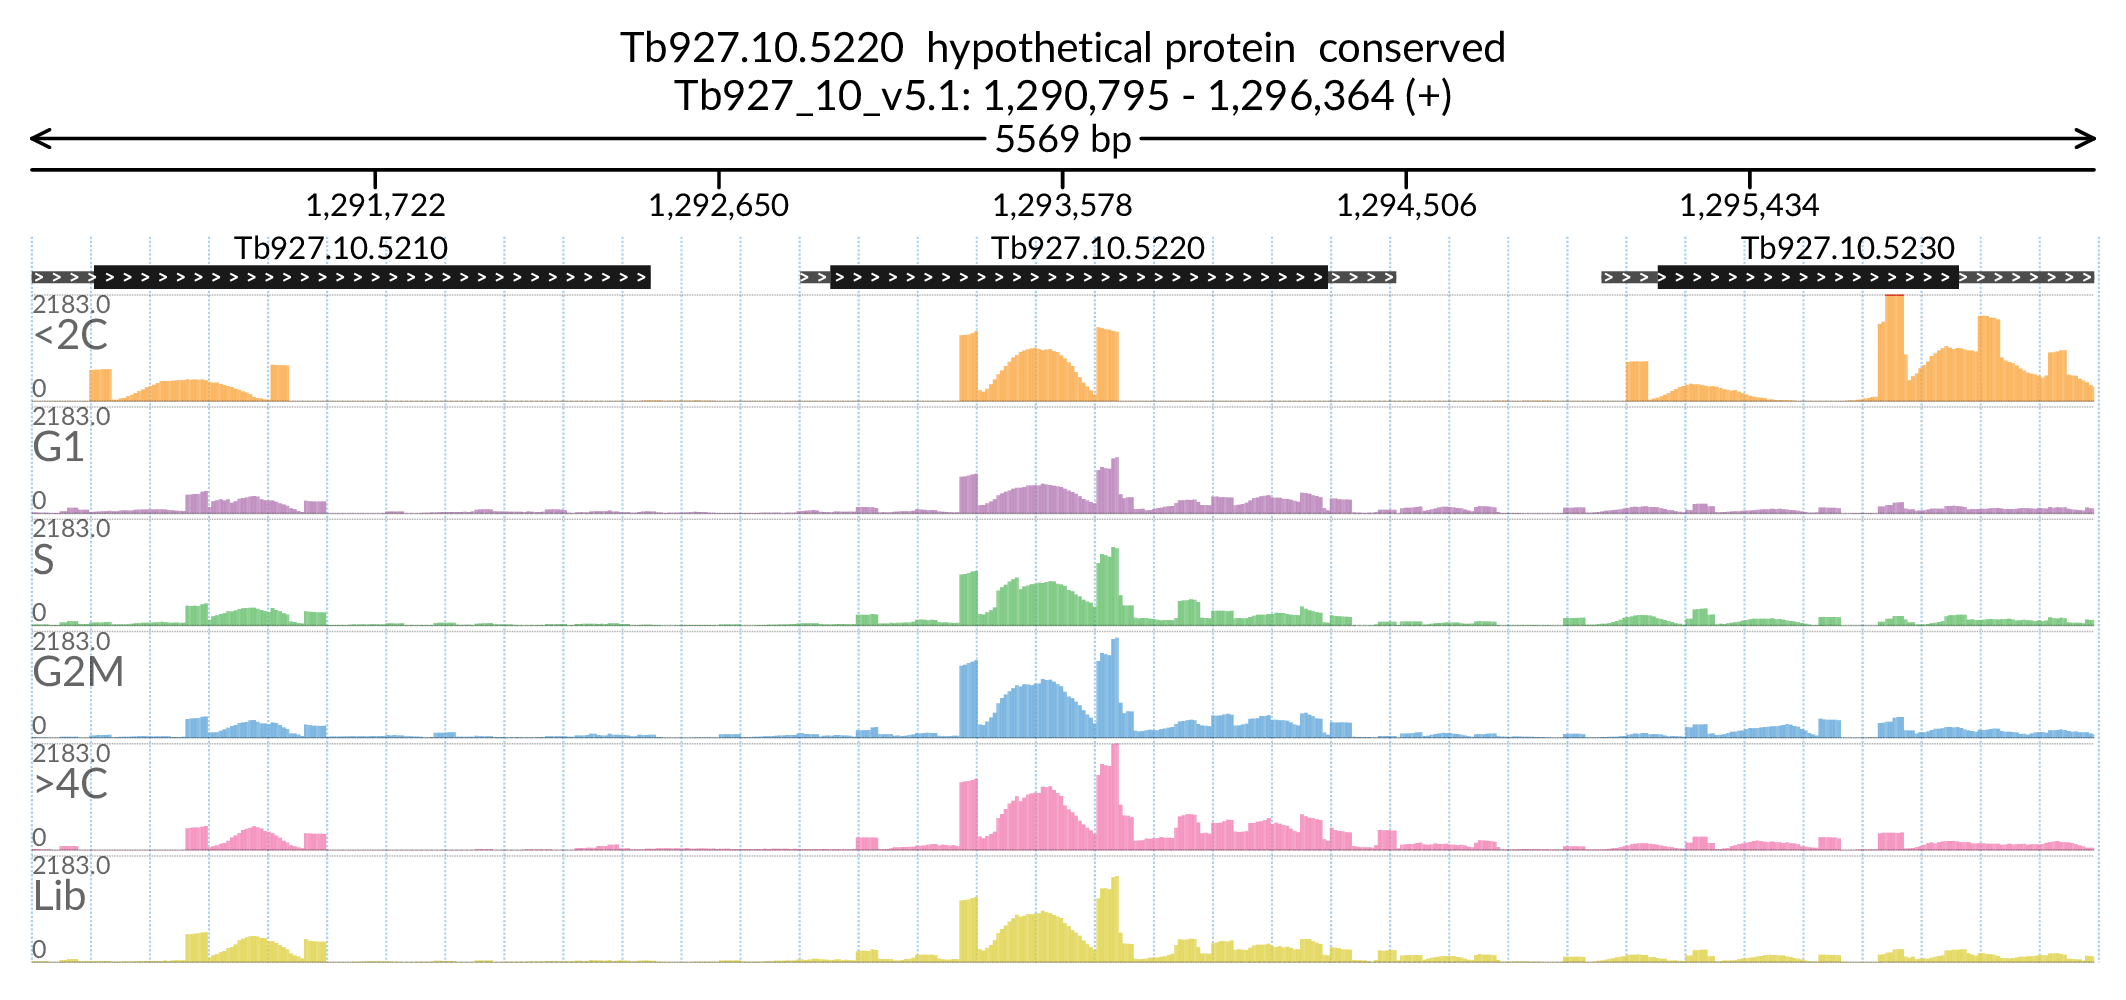 Tb927.10.5220  hypothetical protein  conserved
Tb927_10_v5.1: 1,290,795 - 1,296,364 (+)
5569 bp
1,291,722 1,292,650 1,293,578 1,294,506 1,295,434
Tb927.10.5210 Tb927.10.5220 Tb927.10.5230
2183.0
<2C
0
2183.0
G1
0
2183.0
S
0
2183.0
G2M
0
2183.0
>4C
0
2183.0
Lib
0